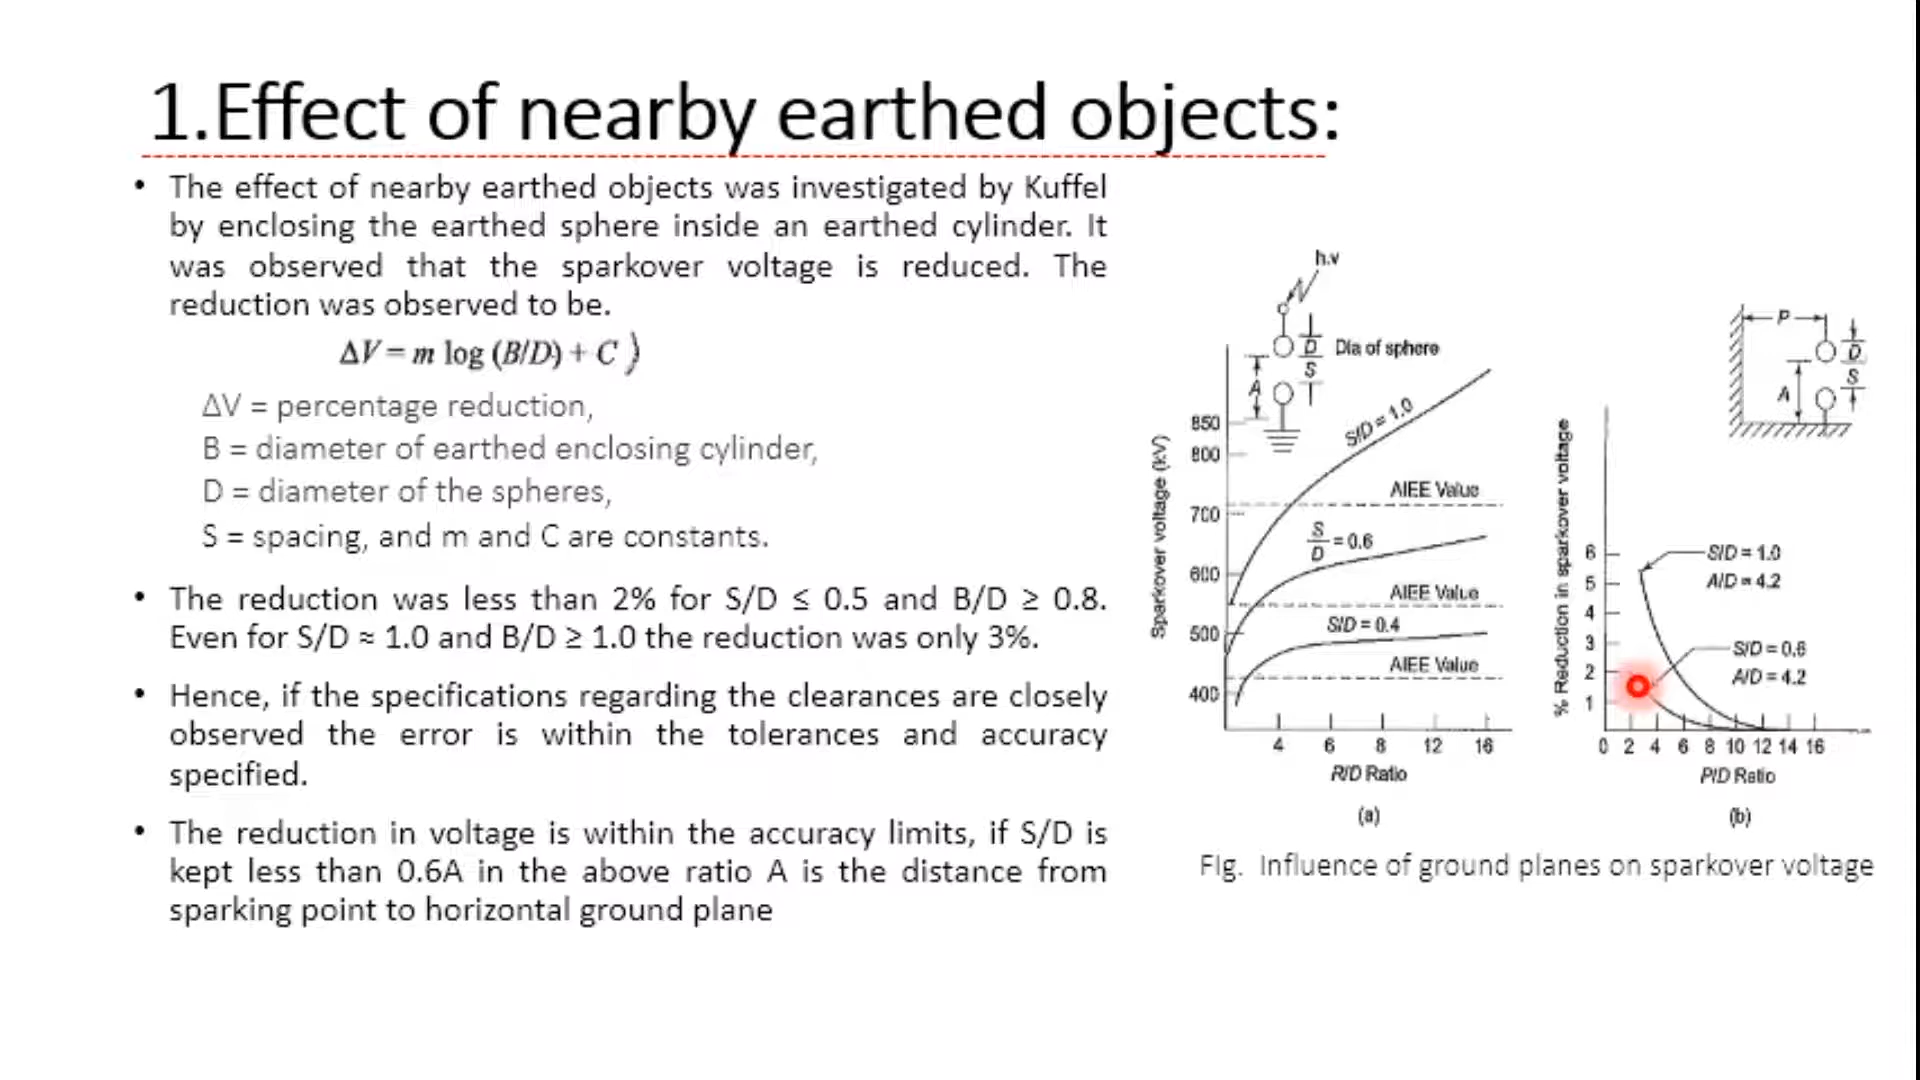 1.Effect of nearby earthed objects:
• The effect of nearby earthed objects was investigated by Kuffel
by enclosing the earthed sphere inside an earthed cylinder. It
was observed that the sparkover voltage is reduced. The
reduction was observed to be.
ΔV = m log (B/D) + C )
ΔV = percentage reduction,
B = diameter of earthed enclosing cylinder,
D = diameter of the spheres,
S = spacing, and m and C are constants.
• The reduction was less than 2% for S/D ≤ 0.5 and B/D ≥ 0.8.
Even for S/D ≈ 1.0 and B/D ≥ 1.0 the reduction was only 3%.
• Hence, if the specifications regarding the clearances are closely
observed the error is within the tolerances and accuracy
specified.
• The reduction in voltage is within the accuracy limits, if S/D is
kept less than 0.6A in the above ratio A is the distance from
sparking point to horizontal ground plane
h.v
D
Dia of sphere
S
A
S/D = 1.0
850
800
700
600
500
400
Sparkover voltage (kV)
AIEE Value
S/D = 0.6
AIEE Value
S/D = 0.4
AIEE Value
4 6 8 12 16
R/D Ratio
(a)
P
D
S
A
% Reduction in sparkover voltage
6
5
4
3
2
1
S/D = 1.0
A/D = 4.2
S/D = 0.6
A/D = 4.2
0 2 4 6 8 10 12 14 16
P/D Ratio
(b)
FIg. Influence of ground planes on sparkover voltage